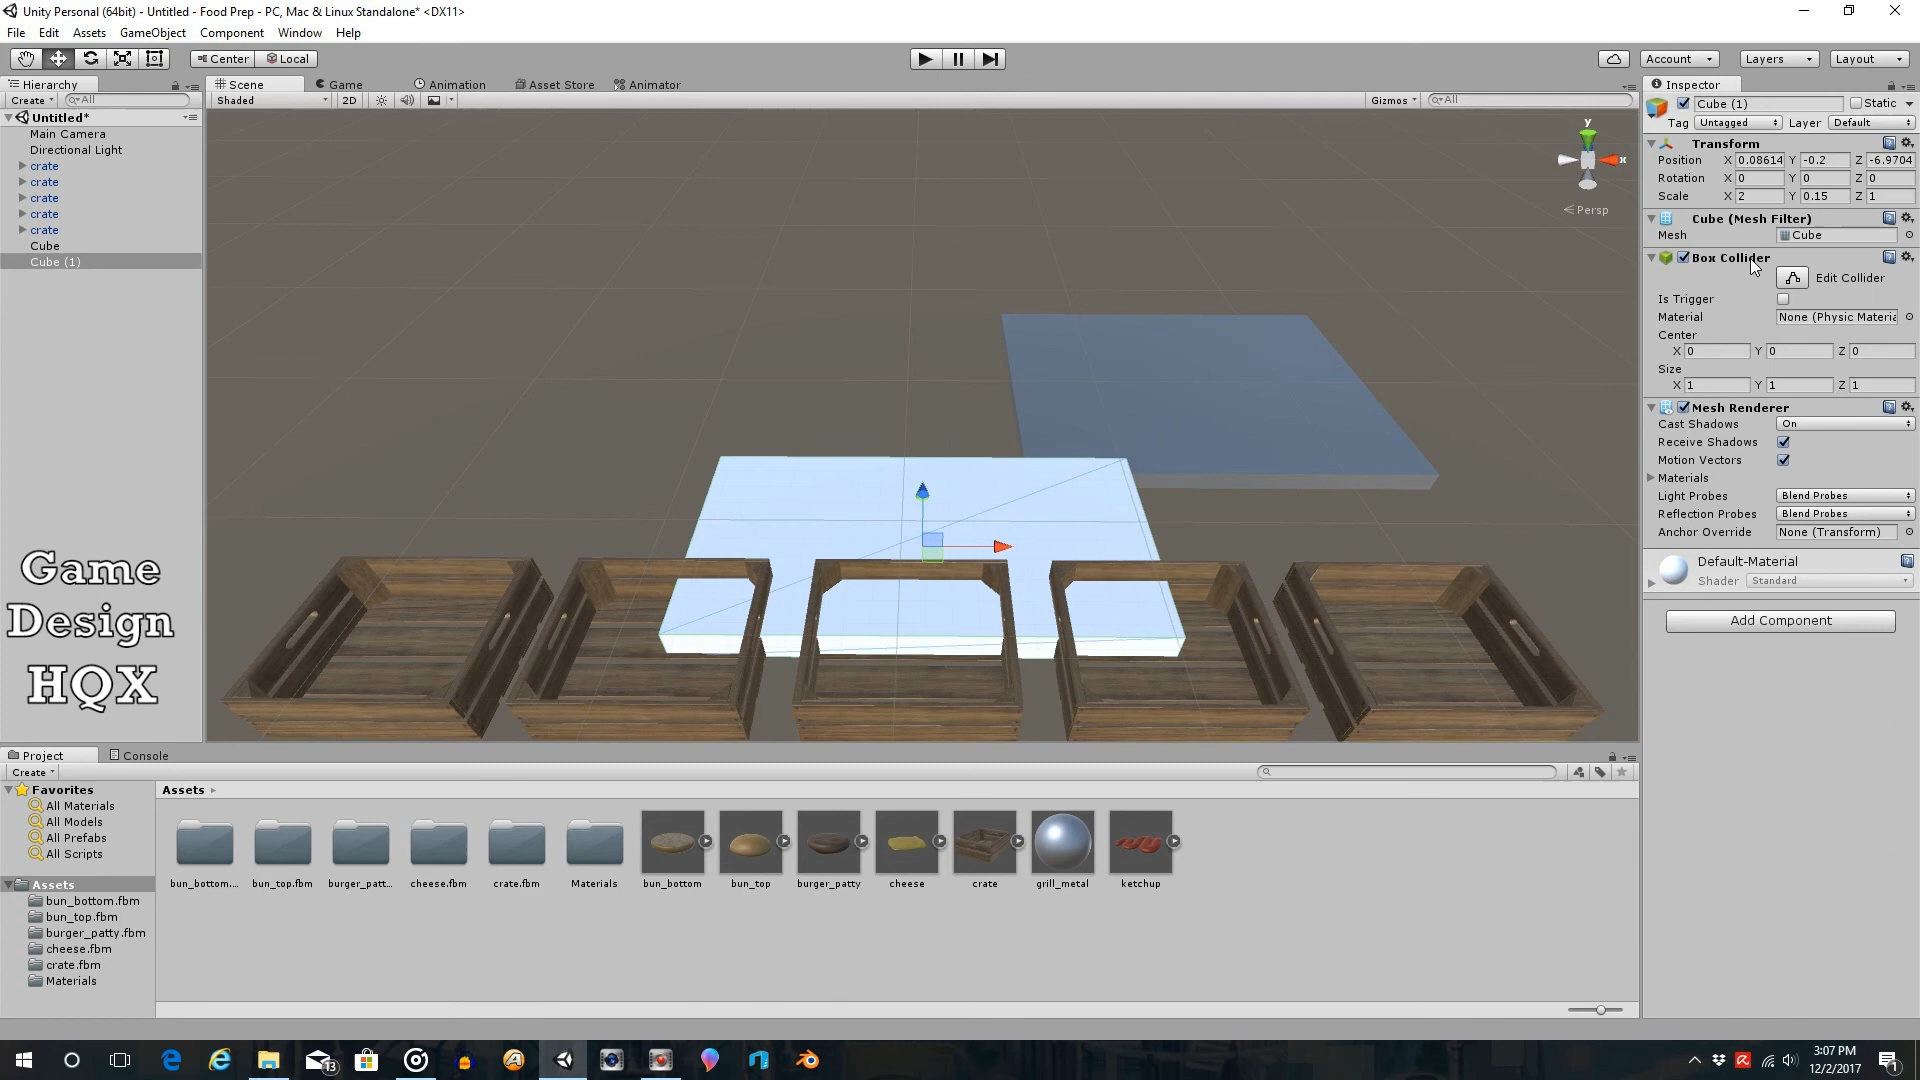 Unity Personal (64bit) - Untitled - Food Prep - PC, Mac & Linux Standalone* <DX11>
File Edit Assets GameObject Component Window Help
Center Local Account Layers Layout
Hierarchy Scene Game Animation Asset Store Animator Inspector
Create All Shaded 2D Gizmos All
Cube (1) Static
Untitled*
Tag Untagged Layer Default
Main Camera
Directional Light
crate
crate
crate
crate
crate
Cube
Cube (1)
y
x
Persp
Transform
Position X 0.08614 Y -0.2 Z -6.9704
Rotation X 0 Y 0 Z 0
Scale X 2 Y 0.15 Z 1
Cube (Mesh Filter)
Mesh Cube
Box Collider
Edit Collider
Is Trigger
Material None (Physic Materia
Center
X 0 Y 0 Z 0
Size
X 1 Y 1 Z 1
Mesh Renderer
Cast Shadows On
Receive Shadows
Motion Vectors
Materials
Light Probes Blend Probes
Reflection Probes Blend Probes
Anchor Override None (Transform)
Default-Material
Shader Standard
Add Component
Game
Design
HQX
Project Console
Create
Favorites
All Materials
All Models
All Prefabs
All Scripts
Assets
bun_bottom.fbm
bun_top.fbm
burger_patty.fbm
cheese.fbm
crate.fbm
Materials
Assets
bun_bottom.... bun_top.fbm burger_patt... cheese.fbm crate.fbm Materials bun_bottom bun_top burger_patty cheese crate grill_metal ketchup
13
3:07 PM
12/2/2017
1